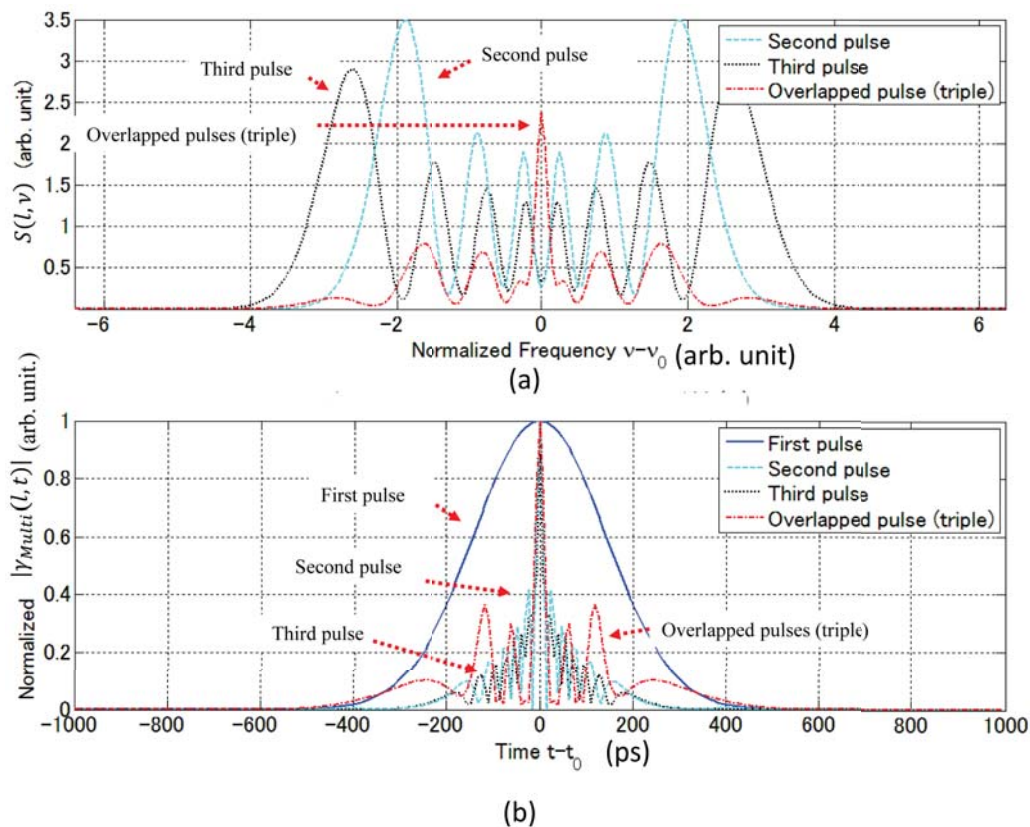 3.5
3
2.5
2
1.5
1
0.5
S(l, ν) (arb. unit)
Third pulse
Second pulse
Overlapped pulses (triple)
Second pulse
Third pulse
Overlapped pulse (triple)
−6 −4 −2 0 2 4 6
Normalized Frequency ν−ν0 (arb. unit)
(a)
1
0.8
0.6
0.4
0.2
0
Normalized |γMulti(l, t)| (arb. unit.)
First pulse
Second pulse
Third pulse
Overlapped pulse (triple)
First pulse
Second pulse
Third pulse
Overlapped pulses (triple)
-1000 -800 -600 -400 -200 0 200 400 600 800 1000
Time t−t0 (ps)
(b)